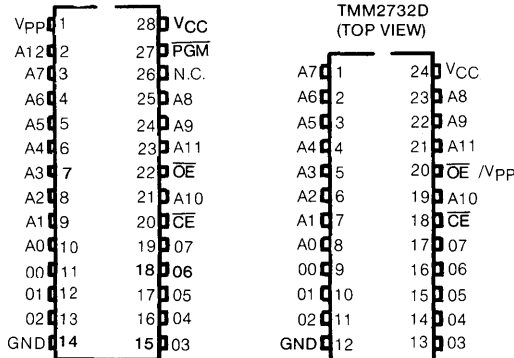 VPP 1 28 VCC
A12 2 27 PGM
A7 3 26 N.C.
A6 4 25 A8
A5 5 24 A9
A4 6 23 A11
A3 7 22 OE
A2 8 21 A10
A1 9 20 CE
A0 10 19 07
00 11 18 06
01 12 17 05
02 13 16 04
GND 14 15 03
TMM2732D
(TOP VIEW)
A7 1 24 VCC
A6 2 23 A8
A5 3 22 A9
A4 4 21 A11
A3 5 20 OE /VPP
A2 6 19 A10
A1 7 18 CE
A0 8 17 07
00 9 16 06
01 10 15 05
02 11 14 04
GND 12 13 03